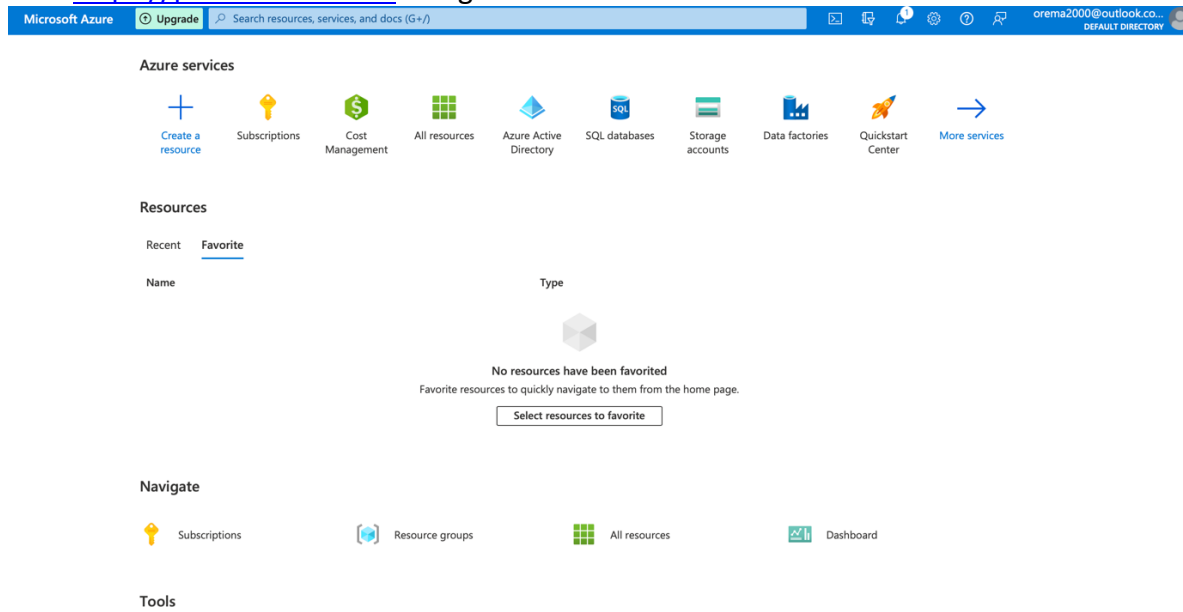 Microsoft Azure Upgrade Search resources, services, and docs (G+/) 1 orema2000@outlook.co...
DEFAULT DIRECTORY
Azure services
Create a resource
Subscriptions
Cost Management
All resources
Azure Active Directory
SQL databases
Storage accounts
Data factories
Quickstart Center
More services
Resources
Recent Favorite
Name Type
No resources have been favorited
Favorite resources to quickly navigate to them from the home page.
Select resources to favorite
Navigate
Subscriptions Resource groups All resources Dashboard
Tools